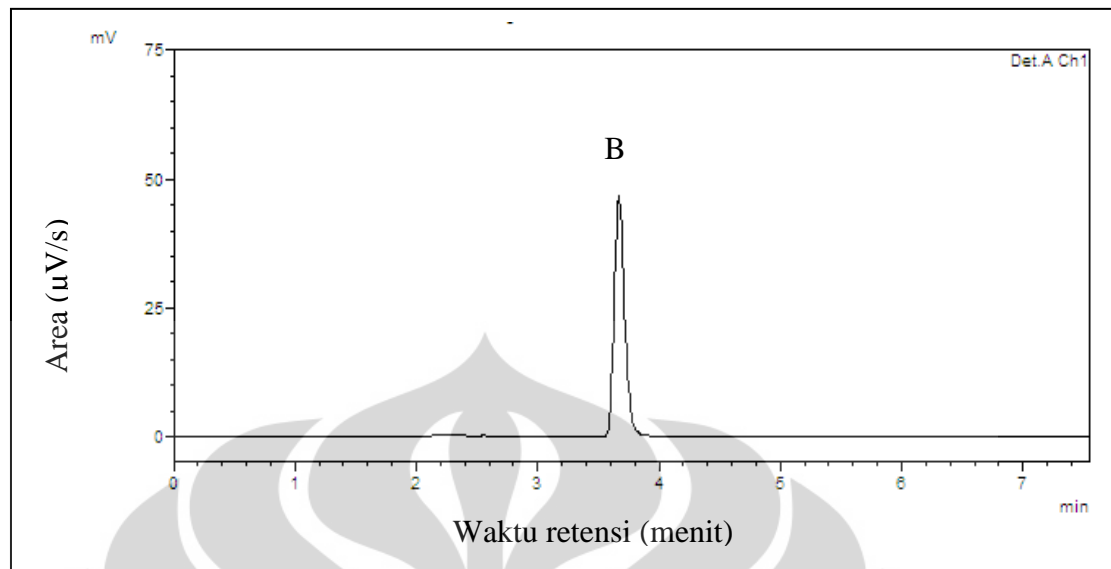 mV
75
Det.A Ch1
B
50
Area (µV/s)
25
0
0 1 2 3 4 5 6 7
min
Waktu retensi (menit)